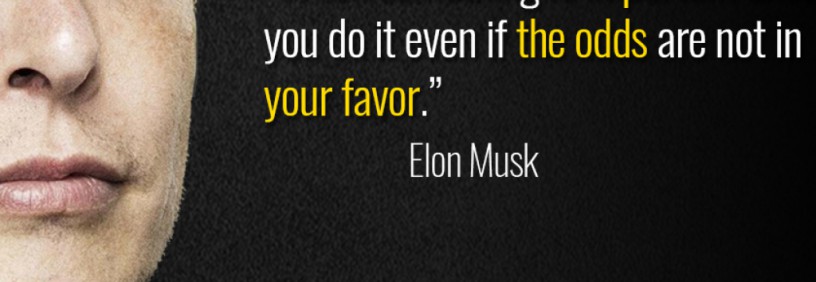 you do it even if the odds are not in
your favor.”
Elon Musk